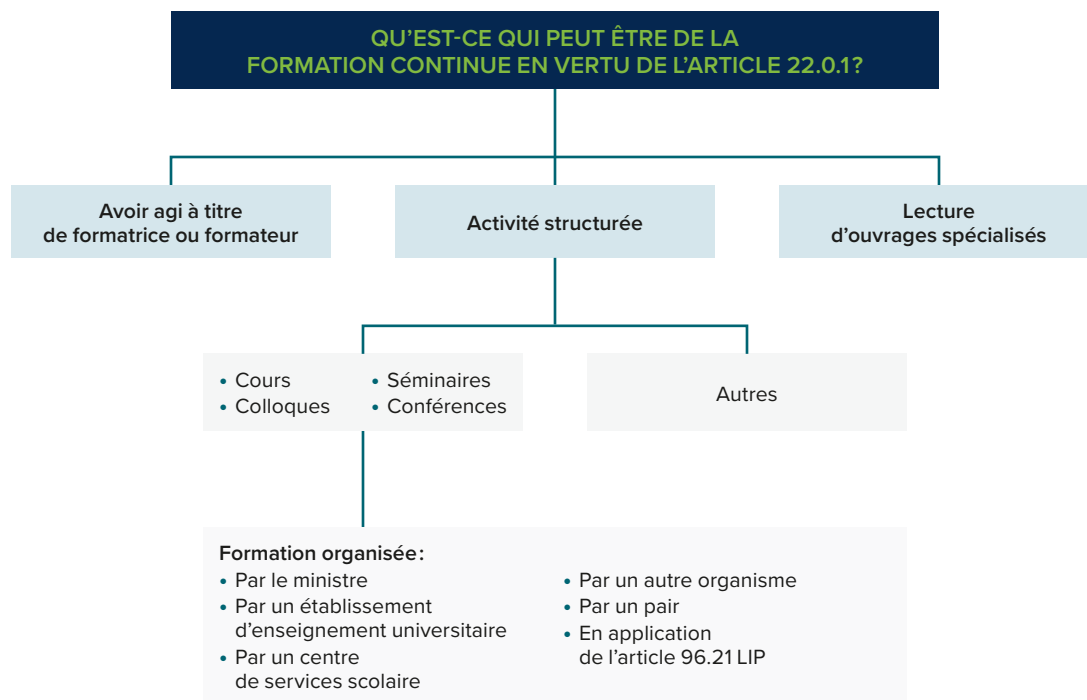 QU’EST-CE QUI PEUT ÊTRE DE LA
FORMATION CONTINUE EN VERTU DE L’ARTICLE 22.0.1?
Avoir agi à titre
de formatrice ou formateur
Activité structurée
Lecture
d’ouvrages spécialisés
• Cours
• Colloques
• Séminaires
• Conférences
Autres
Formation organisée :
• Par le ministre
• Par un établissement
d’enseignement universitaire
• Par un centre
de services scolaire
• Par un autre organisme
• Par un pair
• En application
de l’article 96.21 LIP